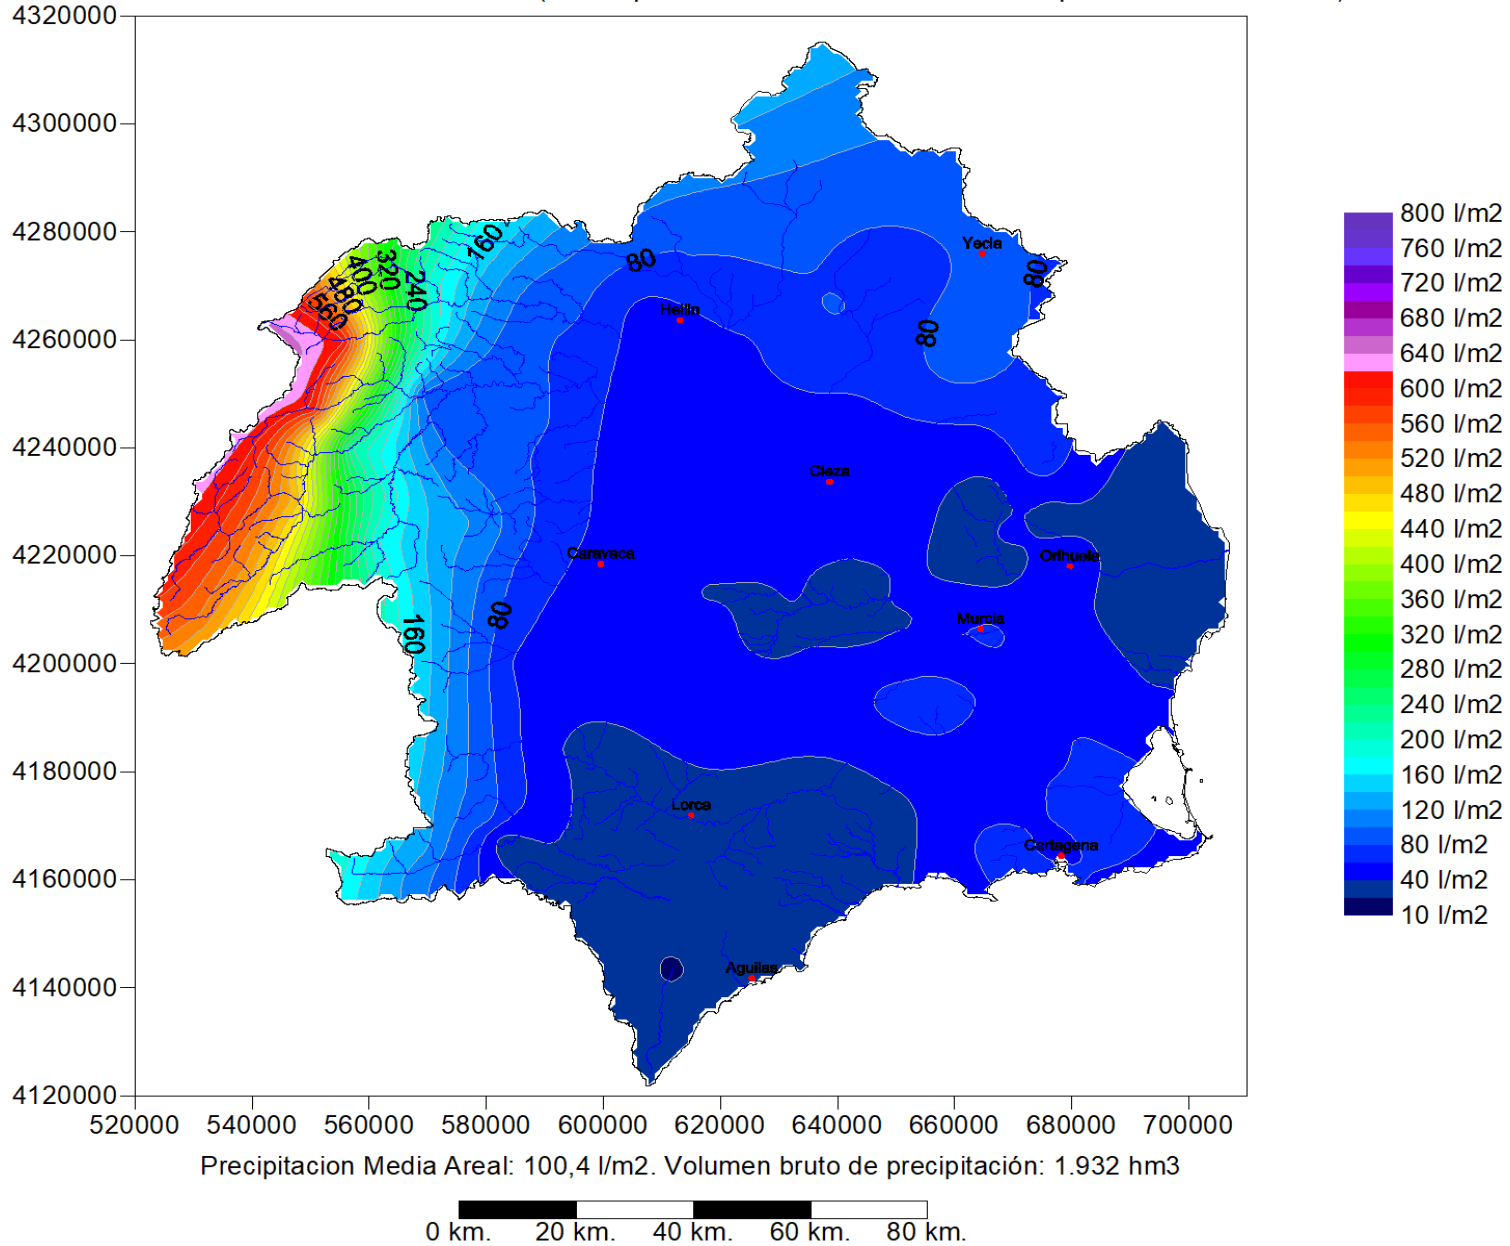 4320000
4300000
4280000
4260000
4240000
4220000
4200000
4180000
4160000
4140000
4120000
520000 540000 560000 580000 600000 620000 640000 660000 680000 700000
160
240
320
400
480
560
80
80
80
80
160
Yecla
Hellin
Cieza
Caravaca
Orihuela
Murcia
Lorca
Cartagena
Aguilas
800 l/m2
760 l/m2
720 l/m2
680 l/m2
640 l/m2
600 l/m2
560 l/m2
520 l/m2
480 l/m2
440 l/m2
400 l/m2
360 l/m2
320 l/m2
280 l/m2
240 l/m2
200 l/m2
160 l/m2
120 l/m2
80 l/m2
40 l/m2
10 l/m2
Precipitacion Media Areal: 100,4 l/m2. Volumen bruto de precipitación: 1.932 hm3
0 km. 20 km. 40 km. 60 km. 80 km.